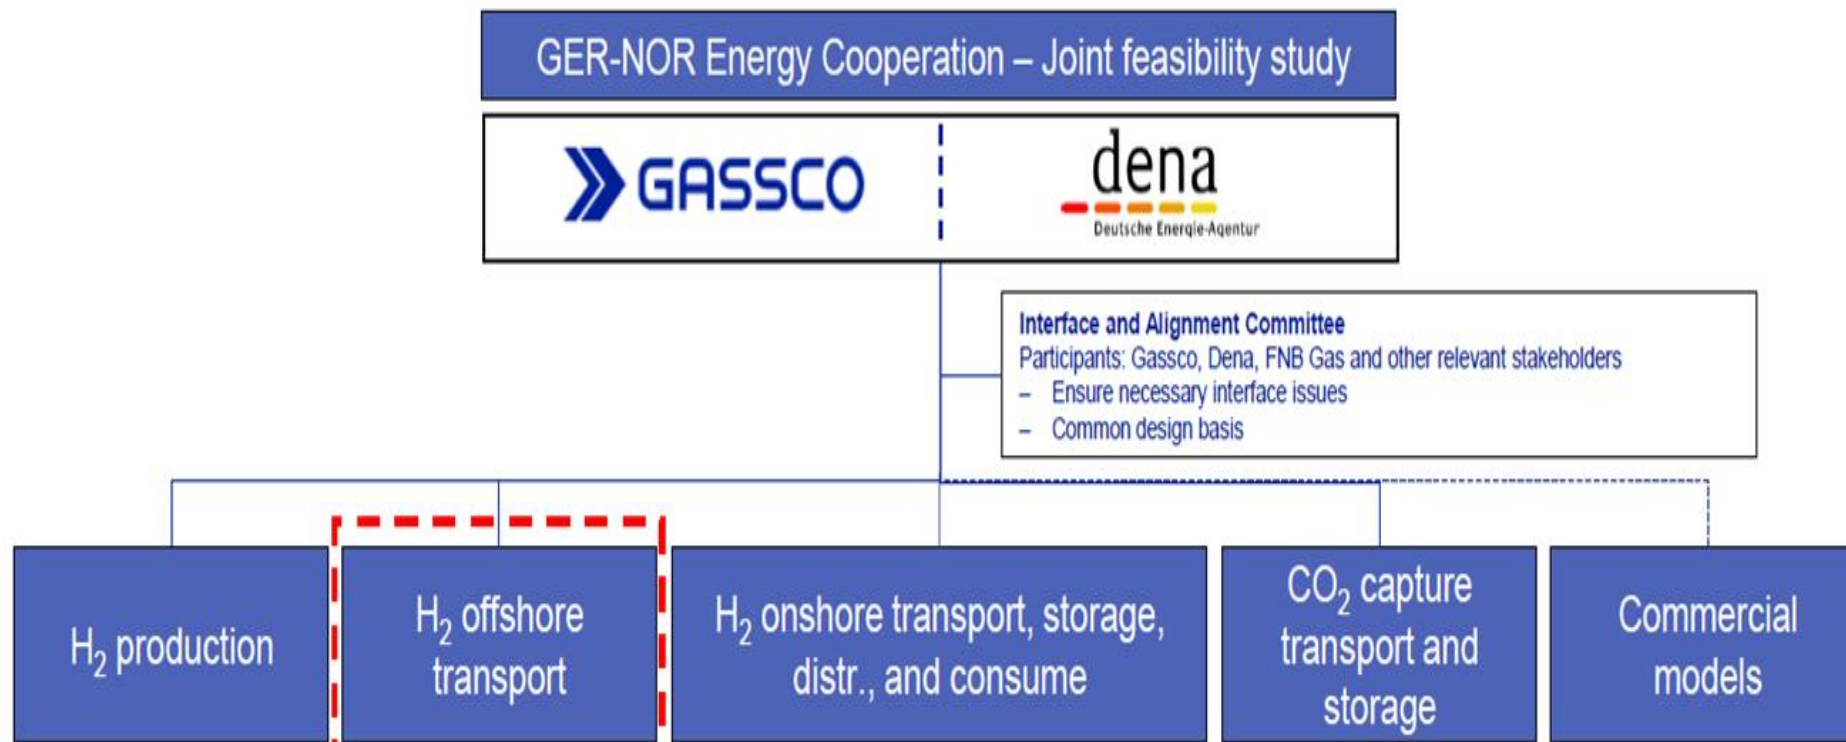 GER-NOR Energy Cooperation – Joint feasibility study
GASSCO
dena
Deutsche Energie-Agentur
Interface and Alignment Committee
Participants: Gassco, Dena, FNB Gas and other relevant stakeholders
– Ensure necessary interface issues
– Common design basis
H₂ production
H₂ offshore
transport
H₂ onshore transport, storage,
distr., and consume
CO₂ capture
transport and
storage
Commercial
models